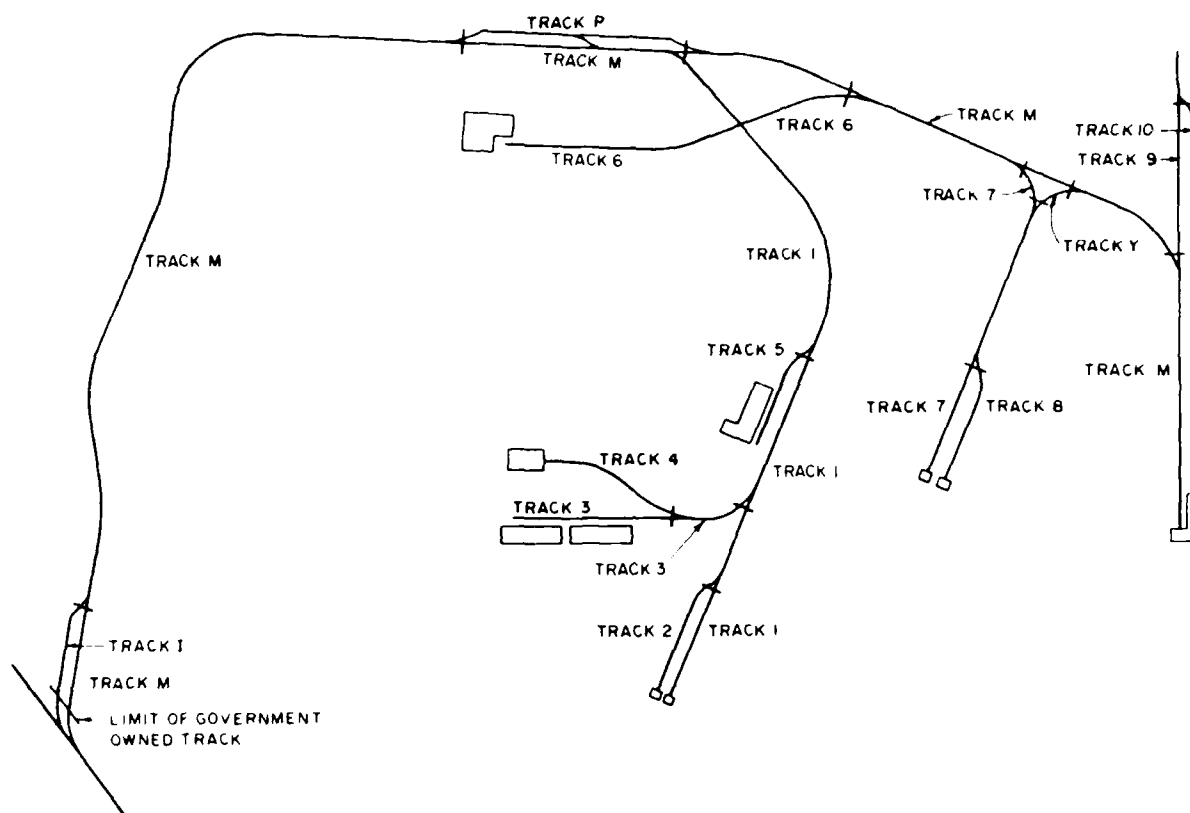 TRACK P
TRACK M
TRACK M
TRACK 6
TRACK 6
TRACK 10
TRACK 9
TRACK 7
TRACK Y
TRACK M
TRACK 1
TRACK 5
TRACK M
TRACK 7
TRACK 8
TRACK 4
TRACK 1
TRACK 3
TRACK 3
TRACK 2
TRACK 1
TRACK I
TRACK M
LIMIT OF GOVERNMENT
OWNED TRACK